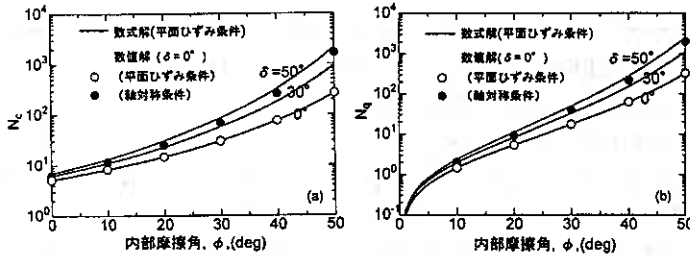 数式解(平面ひずみ条件)
数値解(δ=0°)
(平面ひずみ条件)
(軸対称条件)
δ=50°
30°
0°
10³
10²
10¹
10⁰
Nc
0 10 20 30 40 50
内部摩擦角, φ,(deg)
(a)
数式解(平面ひずみ条件)
数値解(δ=0°)
(平面ひずみ条件)
(軸対称条件)
δ=50°
30°
0°
10⁴
10³
10²
10¹
10⁰
Nq
0 10 20 30 40 50
内部摩擦角, φ,(deg)
(b)